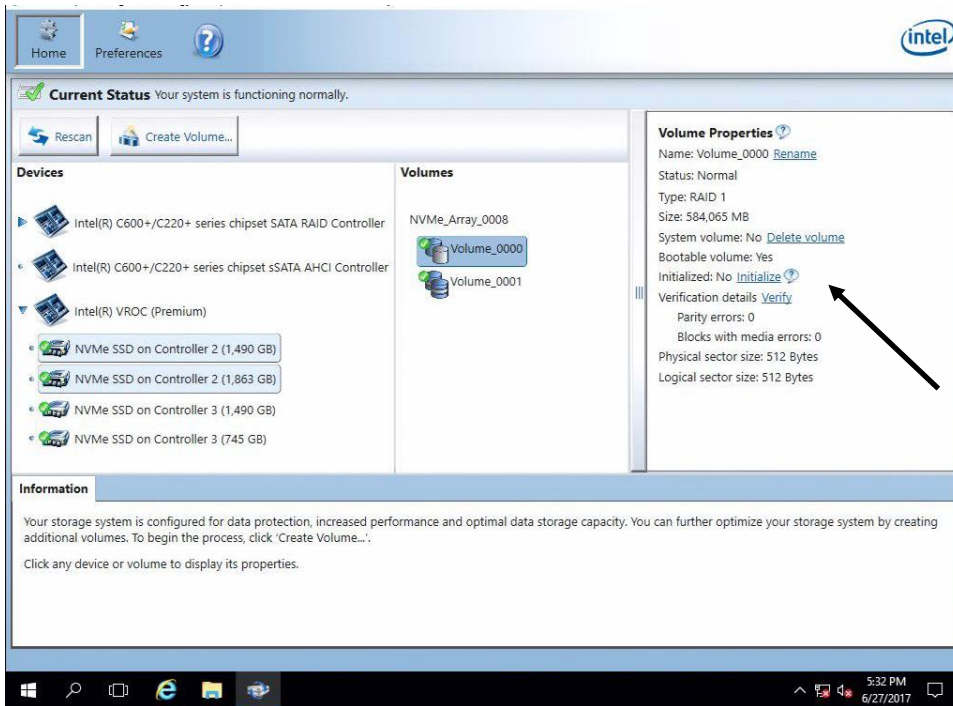 Home
Preferences
?
intel
Current Status Your system is functioning normally.
Rescan
Create Volume...
Devices
Intel(R) C600+/C220+ series chipset SATA RAID Controller
Intel(R) C600+/C220+ series chipset sSATA AHCI Controller
Intel(R) VROC (Premium)
NVMe SSD on Controller 2 (1,490 GB)
NVMe SSD on Controller 2 (1,863 GB)
NVMe SSD on Controller 3 (1,490 GB)
NVMe SSD on Controller 3 (745 GB)
Volumes
NVMe_Array_0008
Volume_0000
Volume_0001
Volume Properties ?
Name: Volume_0000 Rename
Status: Normal
Type: RAID 1
Size: 584,065 MB
System volume: No Delete volume
Bootable volume: Yes
Initialized: No Initialize ?
Verification details Verify
Parity errors: 0
Blocks with media errors: 0
Physical sector size: 512 Bytes
Logical sector size: 512 Bytes
Information
Your storage system is configured for data protection, increased performance and optimal data storage capacity. You can further optimize your storage system by creating
additional volumes. To begin the process, click 'Create Volume...'.
Click any device or volume to display its properties.
5:32 PM
6/27/2017